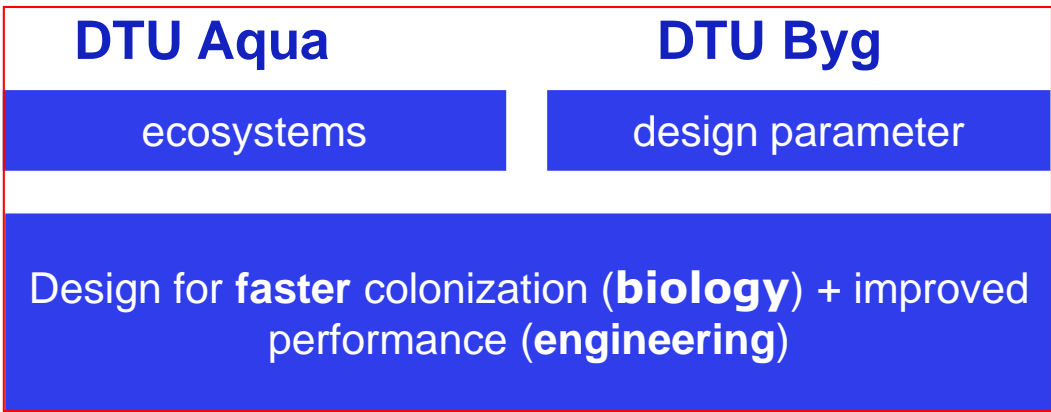 DTU Aqua DTU Byg
ecosystems design parameter
Design for faster colonization (biology) + improved
performance (engineering)